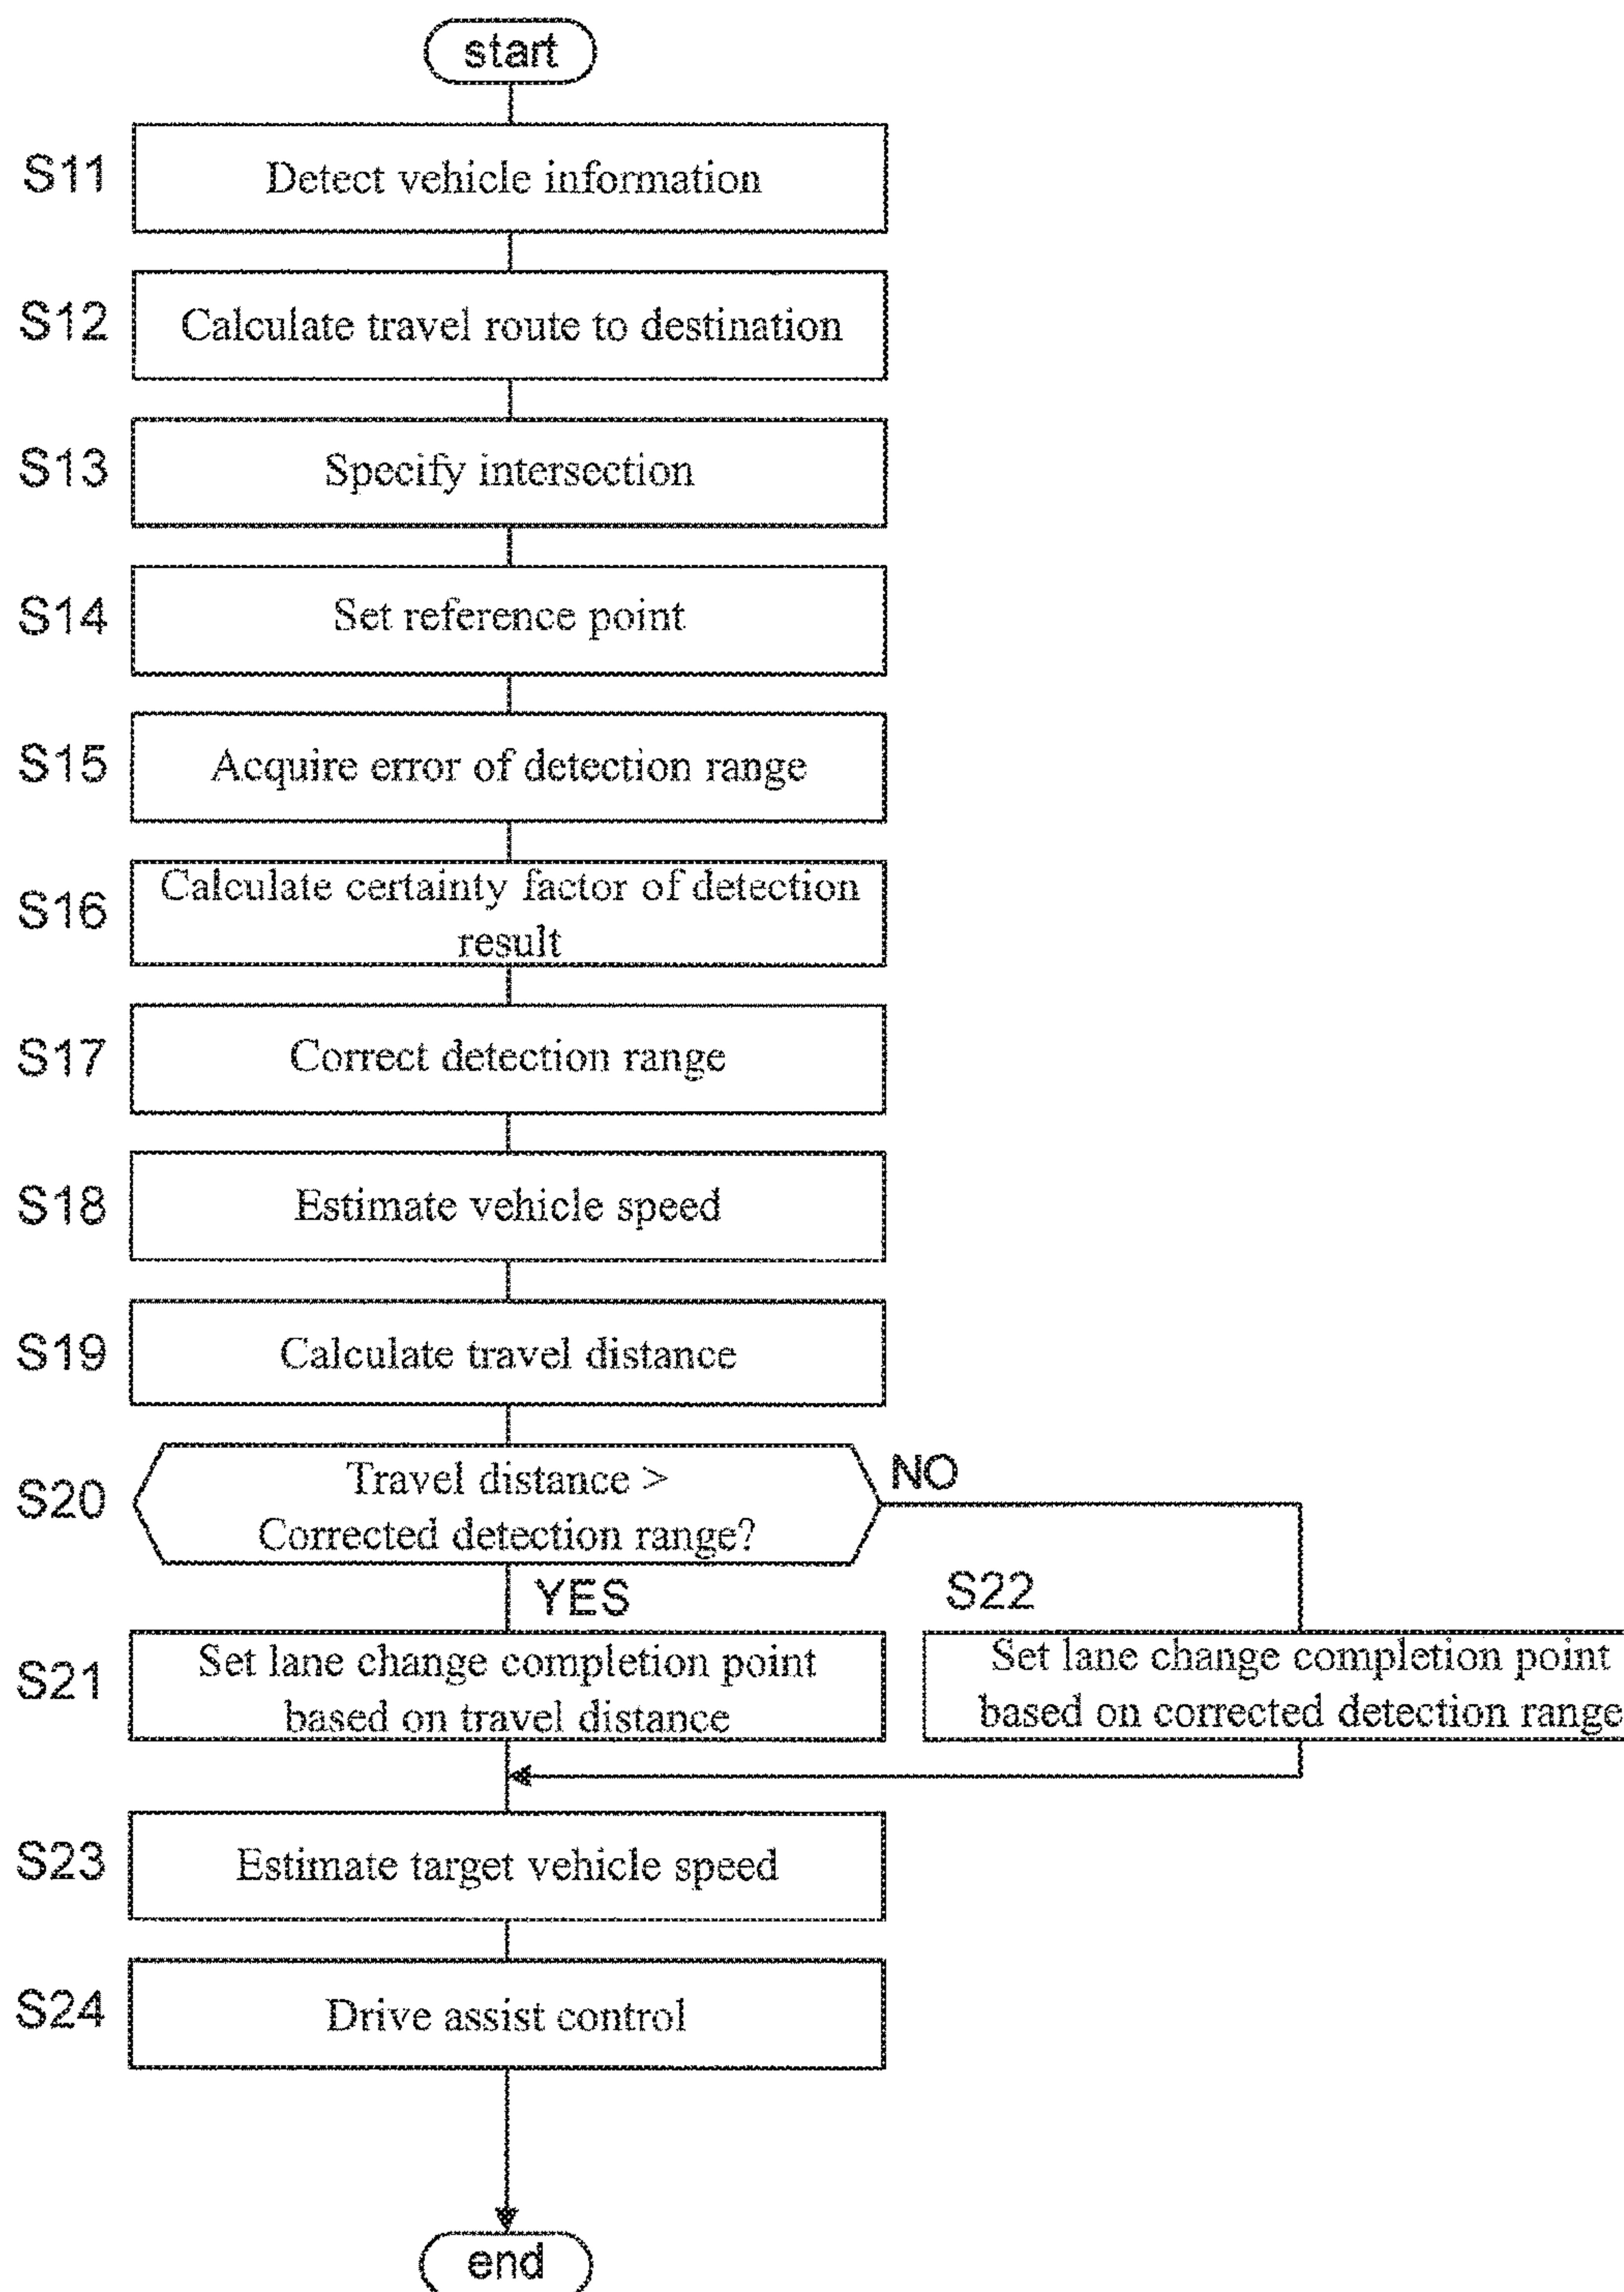 start
S11
Detect vehicle information
S12
Calculate travel route to destination
S13
Specify intersection
S14
Set reference point
S15
Acquire error of detection range
S16
Calculate certainty factor of detection
result
S17
Correct detection range
S18
Estimate vehicle speed
S19
Calculate travel distance
S20
Travel distance >
Corrected detection range?
NO
YES
S21
Set lane change completion point
based on travel distance
S22
Set lane change completion point
based on corrected detection range
S23
Estimate target vehicle speed
S24
Drive assist control
end